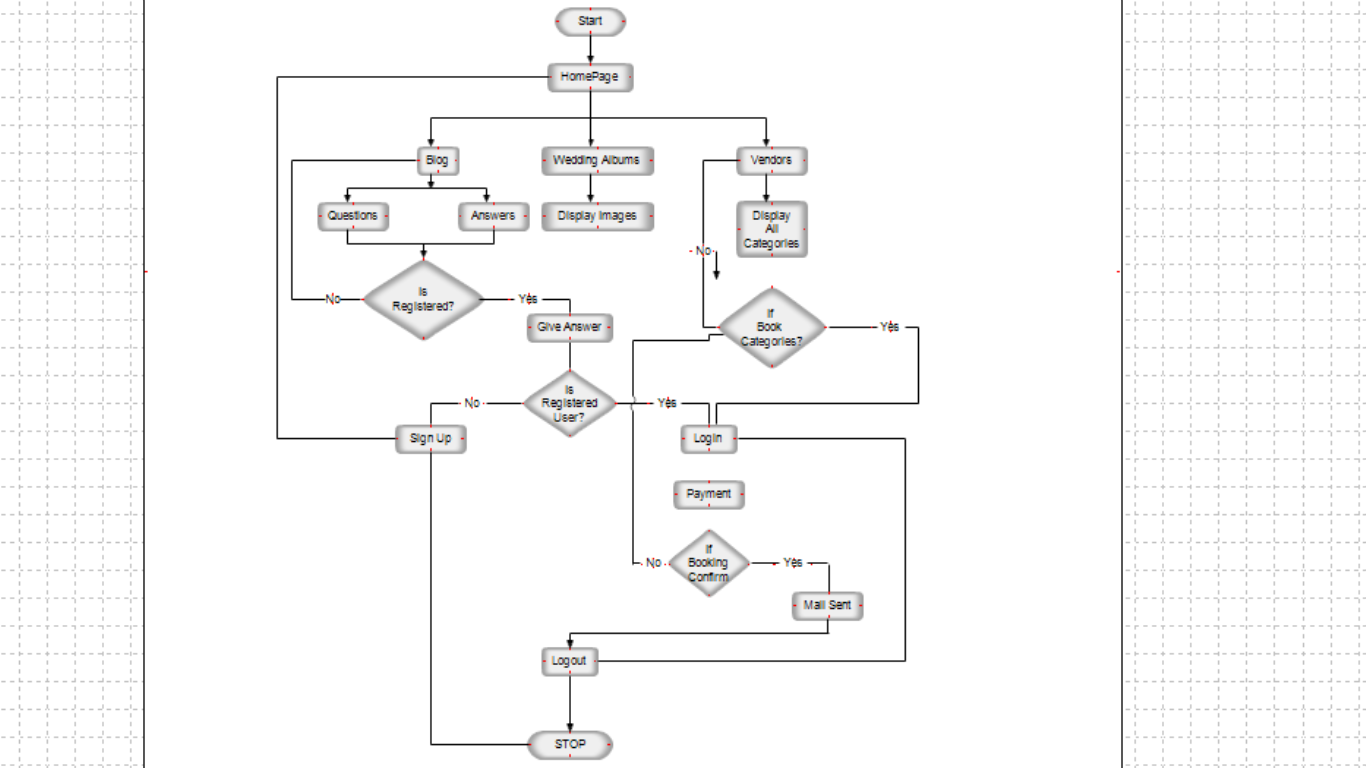 Start
HomePage
Blog
Wedding Albums
Vendors
Questions
Answers
Display Images
Display
All
Categories
No
Is
Registered?
No
Yes
Give Answer
If
Book
Categories?
Yes
Is
Registered
User?
No
Yes
Sign Up
Login
Payment
If
Booking
Confirm
No
Yes
Mail Sent
Logout
STOP